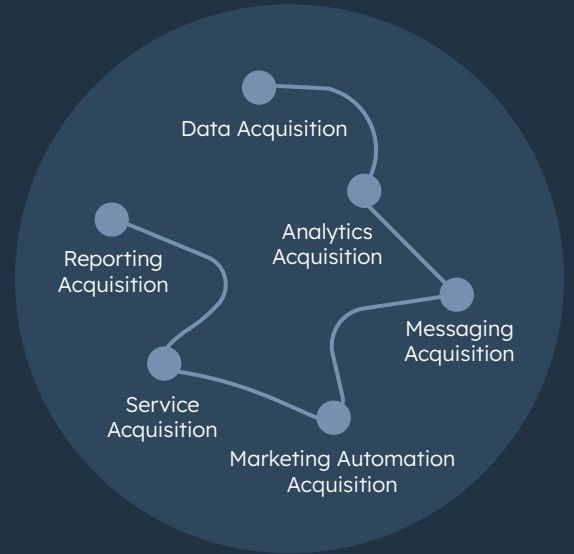 Data Acquisition
Analytics
Acquisition
Reporting
Acquisition
Messaging
Acquisition
Service
Acquisition
Marketing Automation
Acquisition